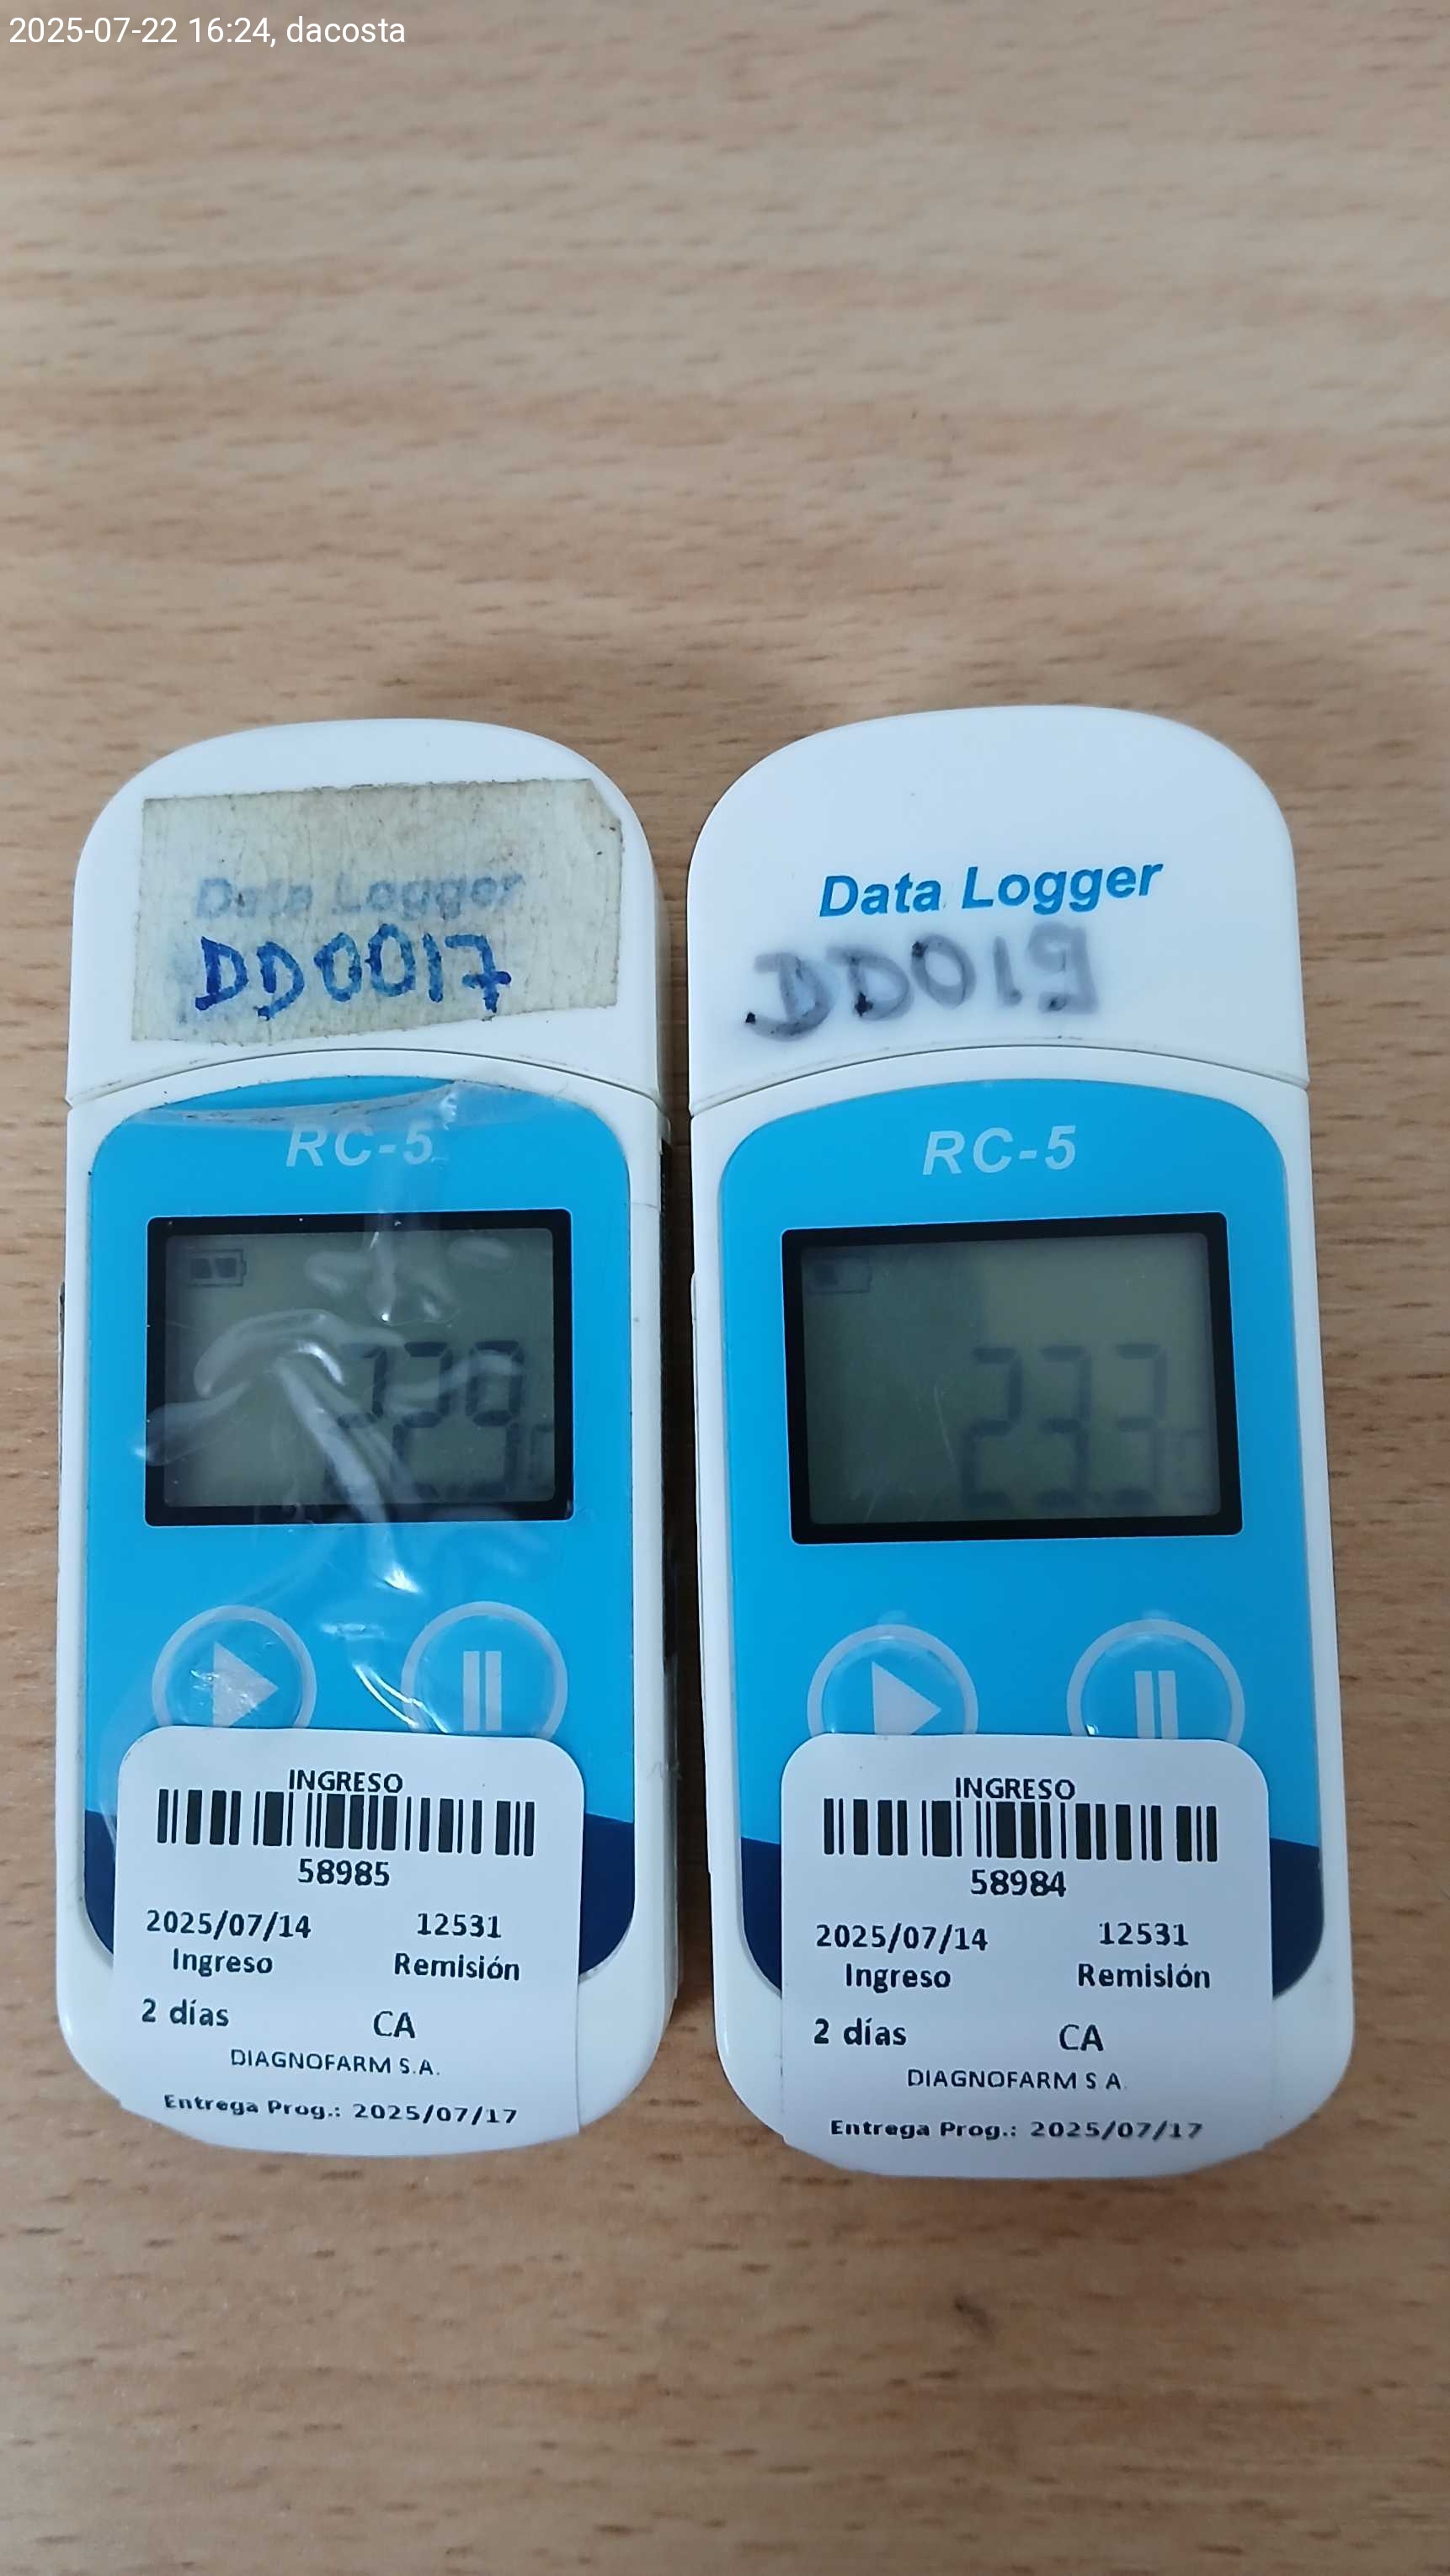 2025-07-22 16:24, dacosta
Data Logger
DD0017
RC-5
INGRESO
58985
2025/07/14 12531
Ingreso Remisión
2 días CA
DIAGNOFARM S.A.
Entrega Prog.: 2025/07/17
Data Logger
RC-5
23.3
INGRESO
58984
2025/07/14 12531
Ingreso Remisión
2 días CA
DIAGNOFARM S A
Entrega Prog.: 2025/07/17